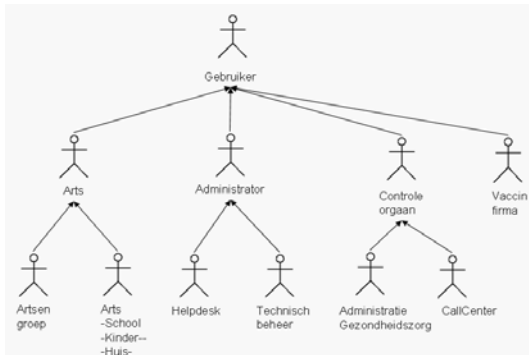 Gebruiker
Arts
Administrator
Controle
orgaan
Vaccin
firma
Artsen
groep
Arts
-School
-Kinder--
-Huis-
Helpdesk
Technisch
beheer
Administratie
Gezondheidszorg
CallCenter